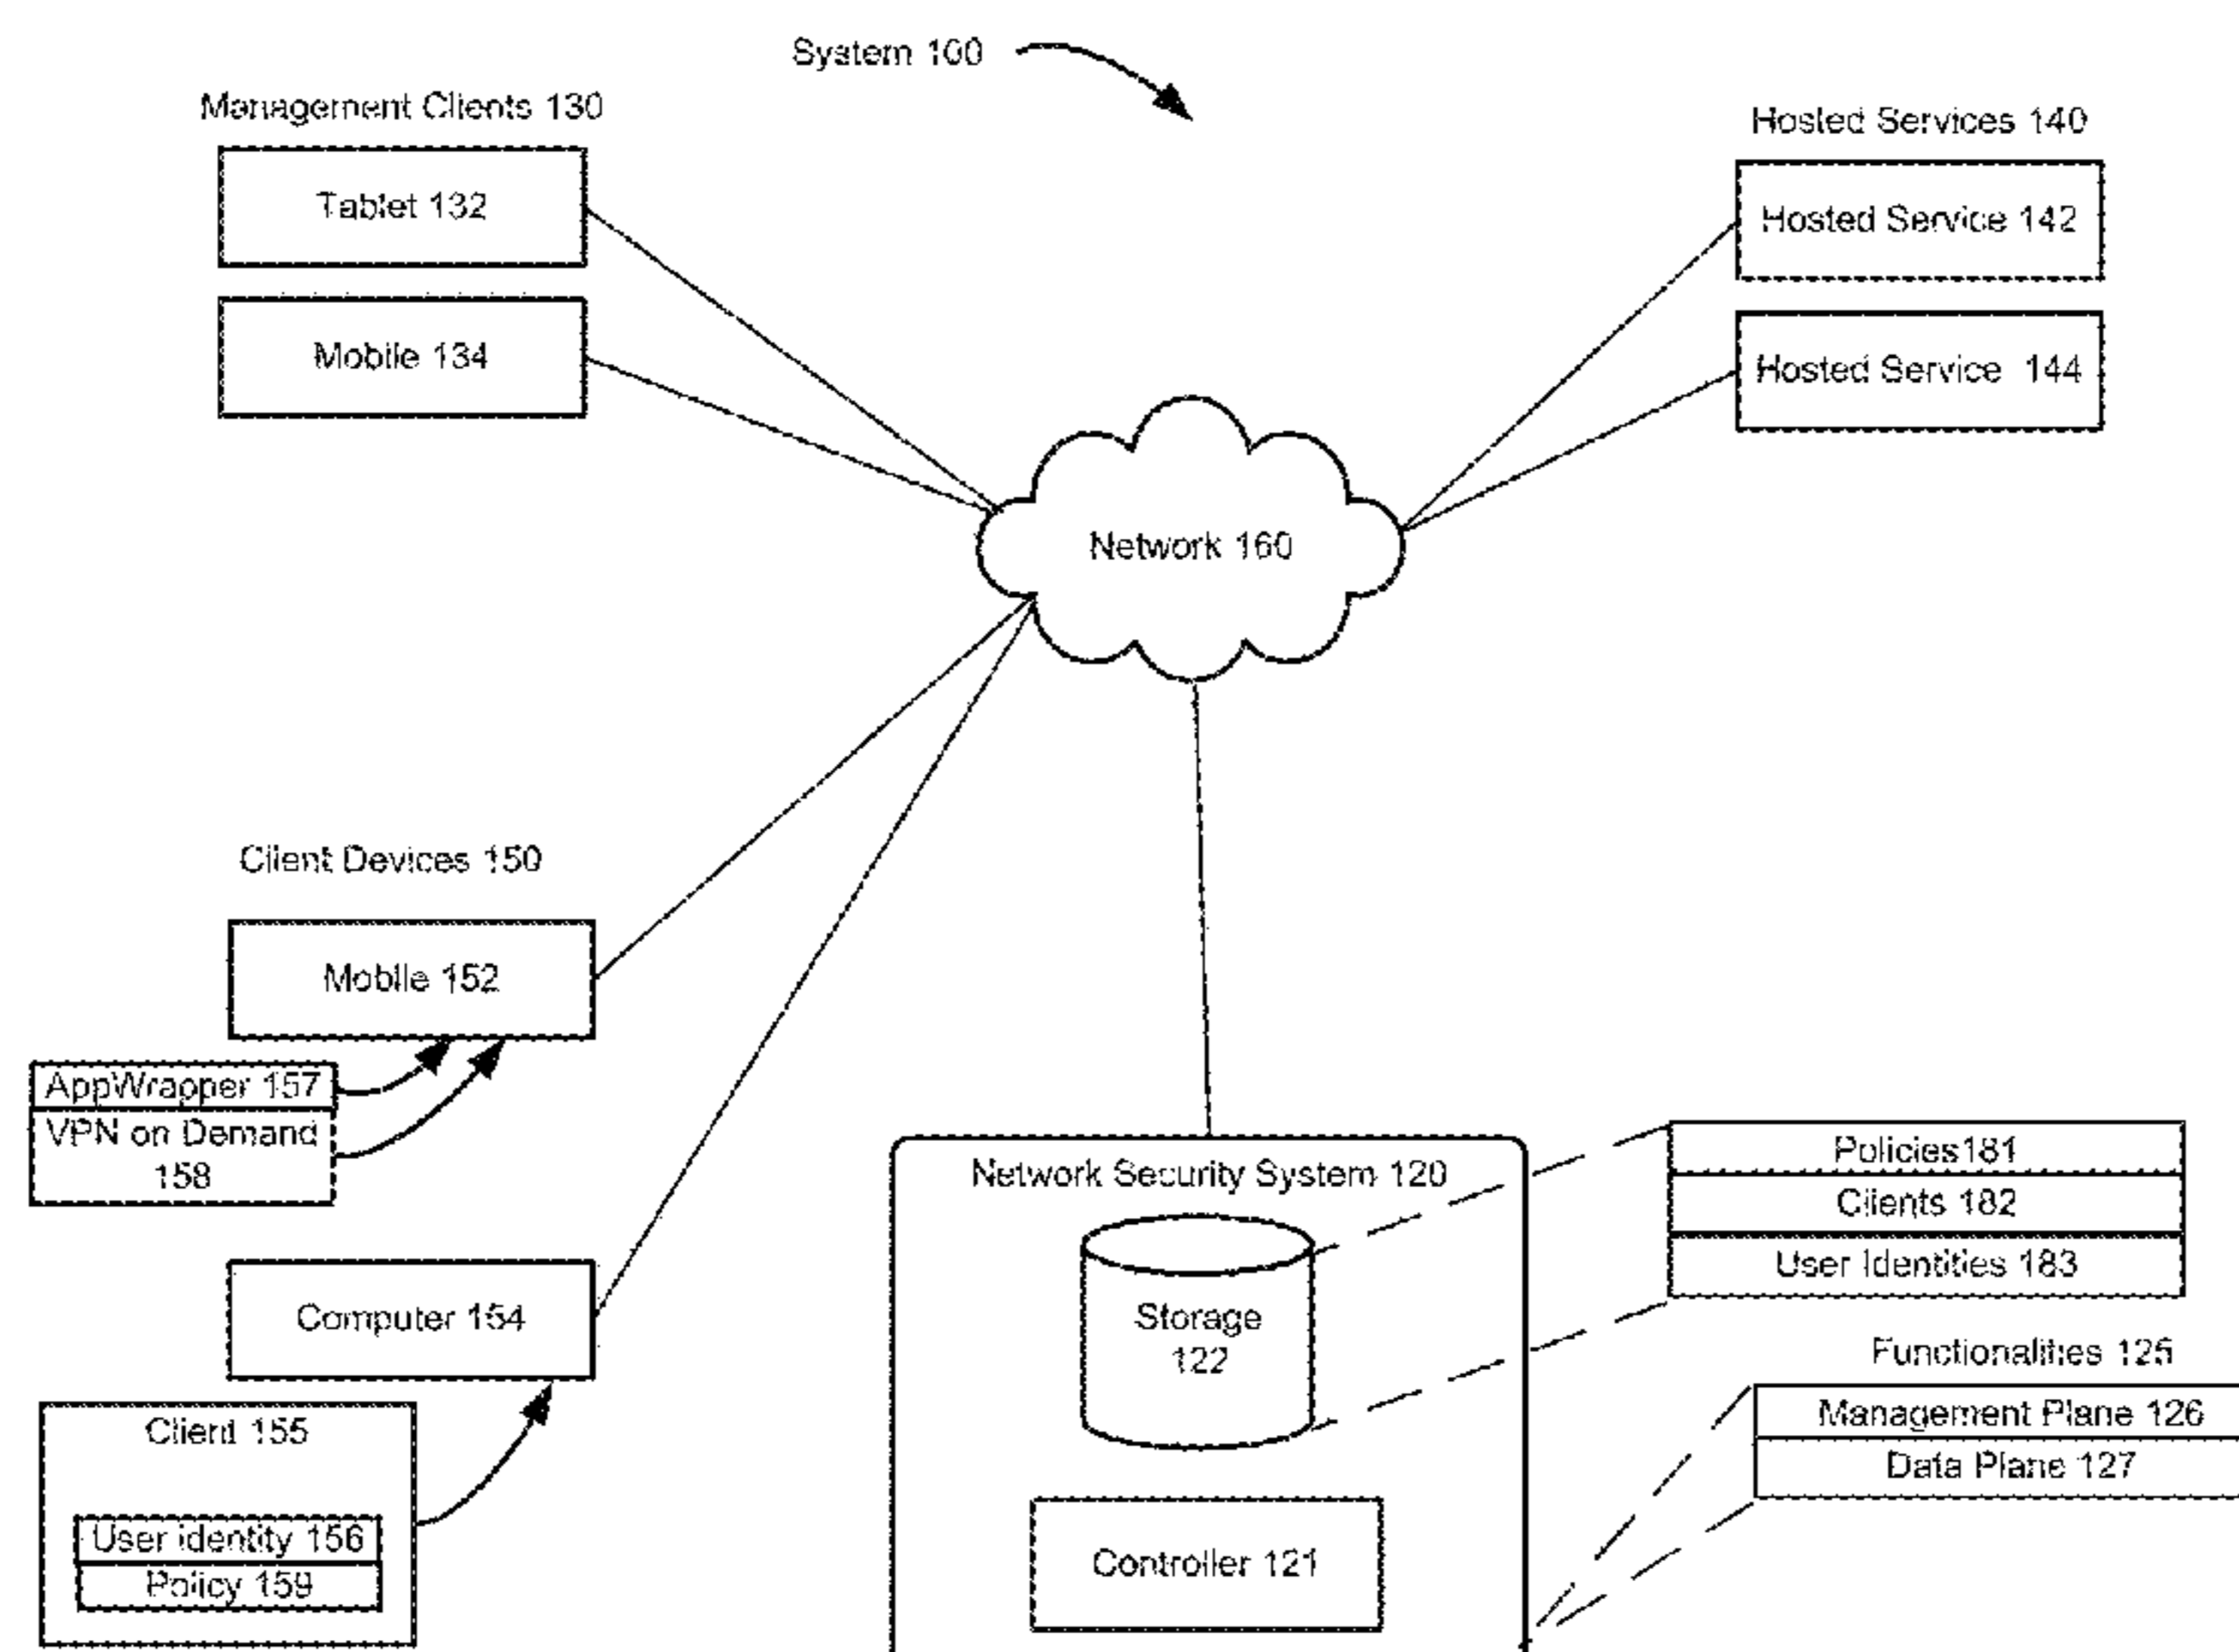 System 100
Management Clients 130
Tablet 132
Mobile 134
Hosted Services 140
Hosted Service 142
Hosted Service 144
Network 160
Client Devices 150
Mobile 152
AppWrapper 157
VPN on Demand
158
Computer 154
Client 155
User identity 156
Policy 159
Network Security System 120
Storage
122
Controller 121
Policies181
Clients 182
User Identities 183
Functionalities 125
Management Plane 126
Data Plane 127